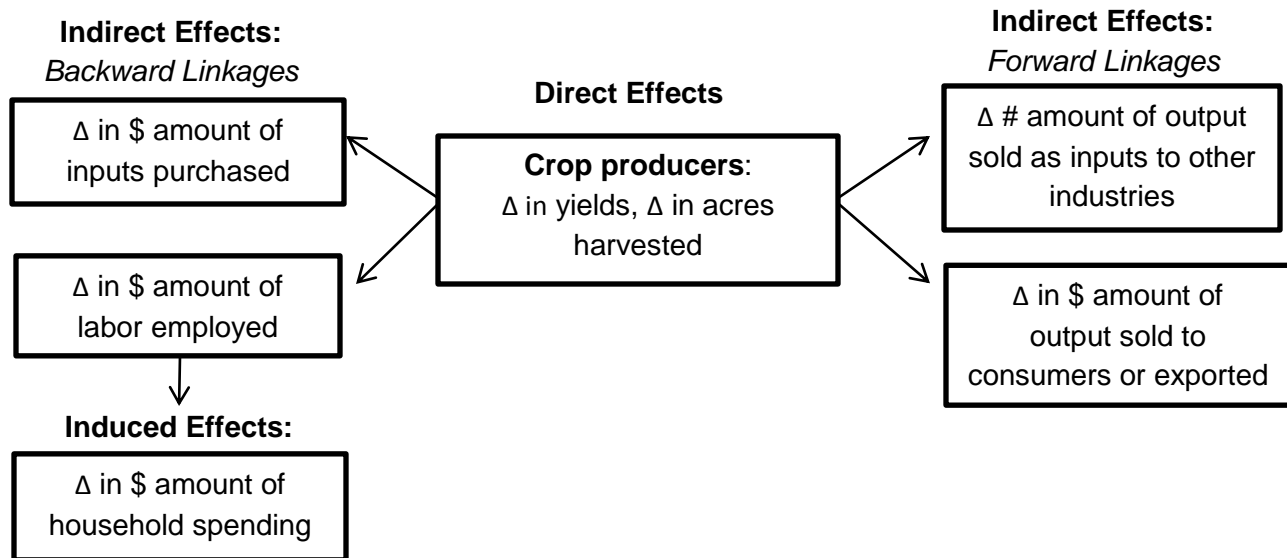 Indirect Effects:
Backward Linkages
Δ in $ amount of
inputs purchased
Δ in $ amount of
labor employed
Induced Effects:
Δ in $ amount of
household spending
Direct Effects
Crop producers:
Δ in yields, Δ in acres
harvested
Indirect Effects:
Forward Linkages
Δ # amount of output
sold as inputs to other
industries
Δ in $ amount of
output sold to
consumers or exported